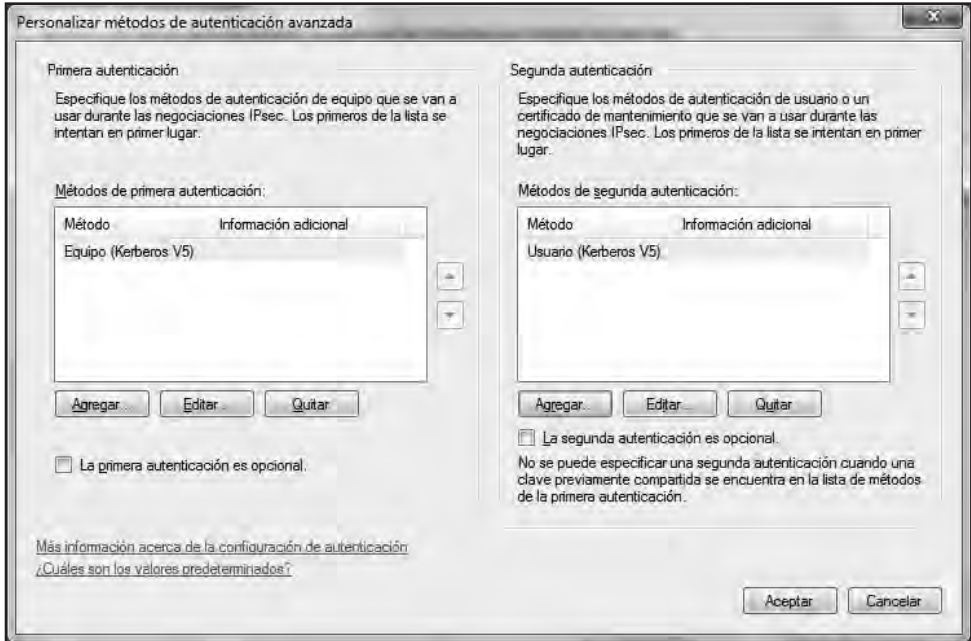 Personalizar métodos de autenticación avanzada
Primera autenticación
Especifique los métodos de autenticación de equipo que se van a
usar durante las negociaciones IPsec. Los primeros de la lista se
intentan en primer lugar.
Métodos de primera autenticación:
Método Información adicional
Equipo (Kerberos V5)
Agregar... Editar... Quitar
La primera autenticación es opcional.
Segunda autenticación
Especifique los métodos de autenticación de usuario o un
certificado de mantenimiento que se van a usar durante las
negociaciones IPsec. Los primeros de la lista se intentan en primer
lugar.
Métodos de segunda autenticación:
Método Información adicional
Usuario (Kerberos V5)
Agregar... Editar... Quitar
La segunda autenticación es opcional.
No se puede especificar una segunda autenticación cuando una
clave previamente compartida se encuentra en la lista de métodos
de la primera autenticación.
Más información acerca de la configuración de autenticación
¿Cuáles son los valores predeterminados?
Aceptar Cancelar